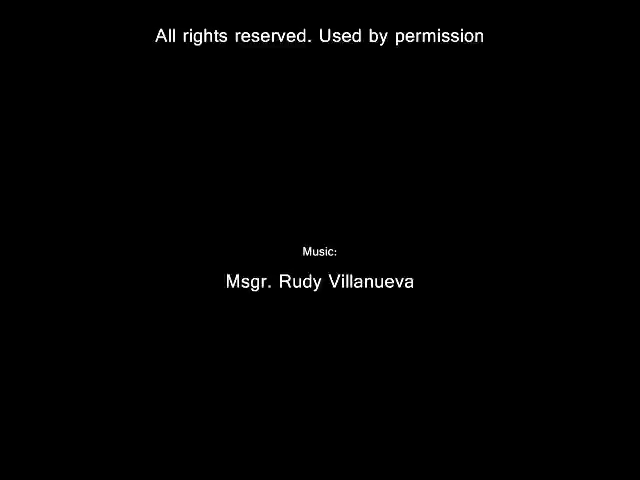 All rights reserved. Used by permission
Music:
Msgr. Rudy Villanueva